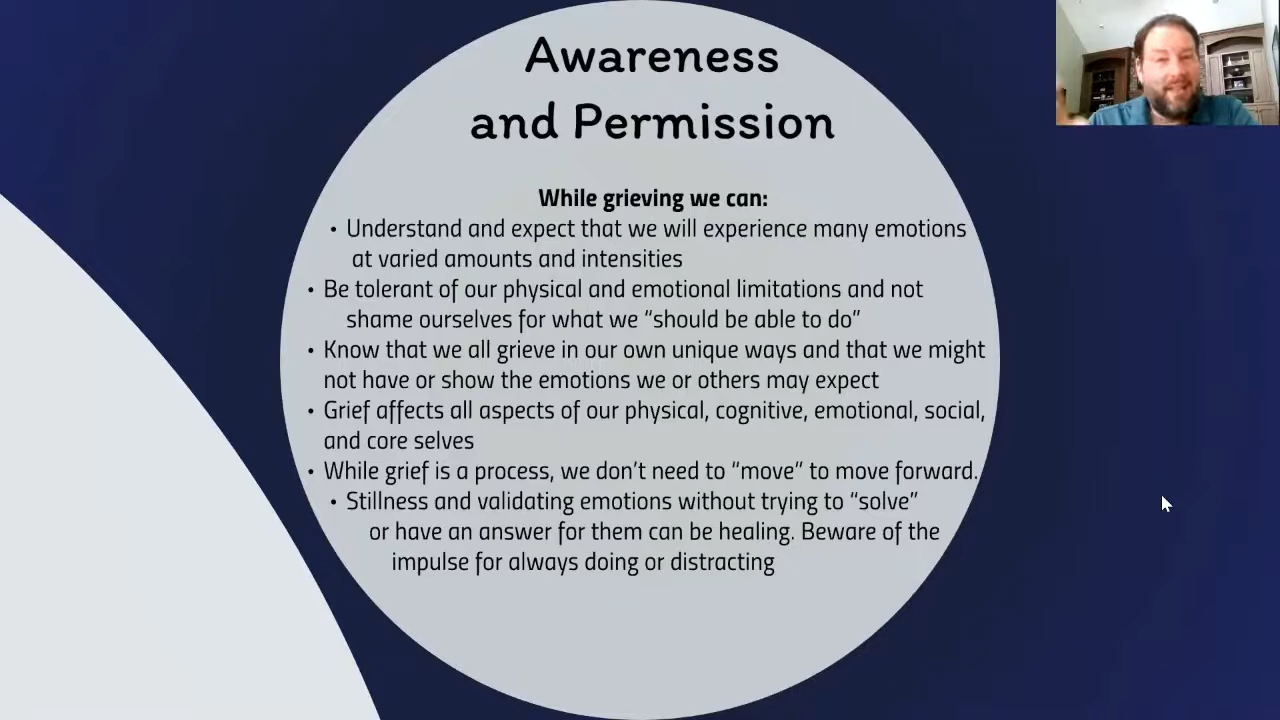 Awareness
and Permission
While grieving we can:
• Understand and expect that we will experience many emotions
at varied amounts and intensities
• Be tolerant of our physical and emotional limitations and not
shame ourselves for what we “should be able to do”
• Know that we all grieve in our own unique ways and that we might
not have or show the emotions we or others may expect
• Grief affects all aspects of our physical, cognitive, emotional, social,
and core selves
• While grief is a process, we don’t need to “move” to move forward.
• Stillness and validating emotions without trying to “solve”
or have an answer for them can be healing. Beware of the
impulse for always doing or distracting